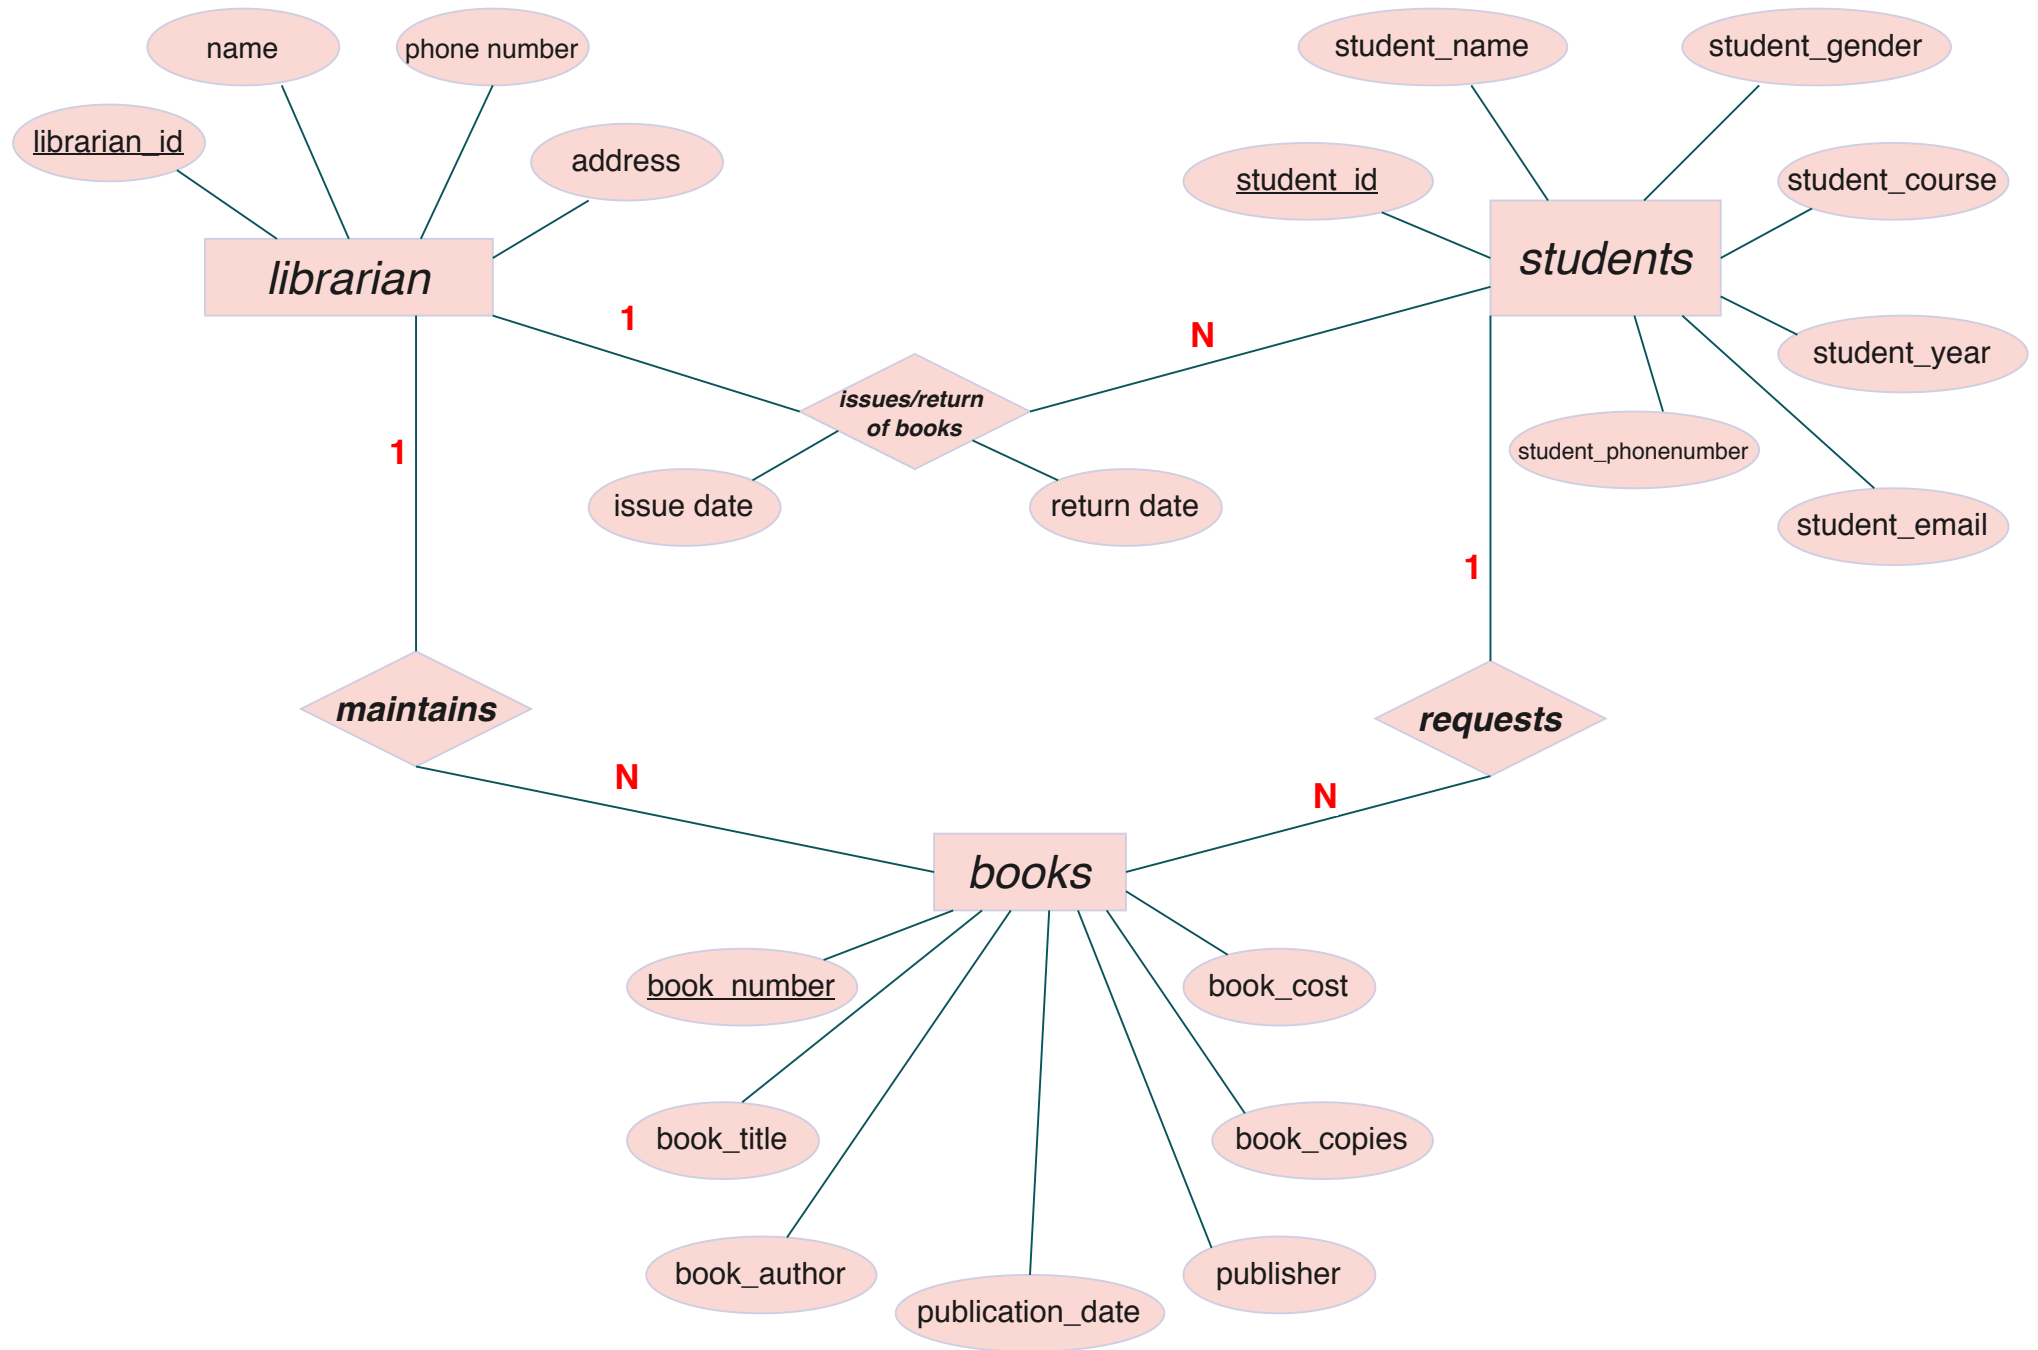 name
phone number
student_name
student_gender
librarian_id
address
student_id
student_course
librarian
students
1
N
student_year
issues/return
of books
1
student_phonenumber
issue date
return date
student_email
1
maintains
requests
N
N
books
book_number
book_cost
book_title
book_copies
book_author
publisher
publication_date